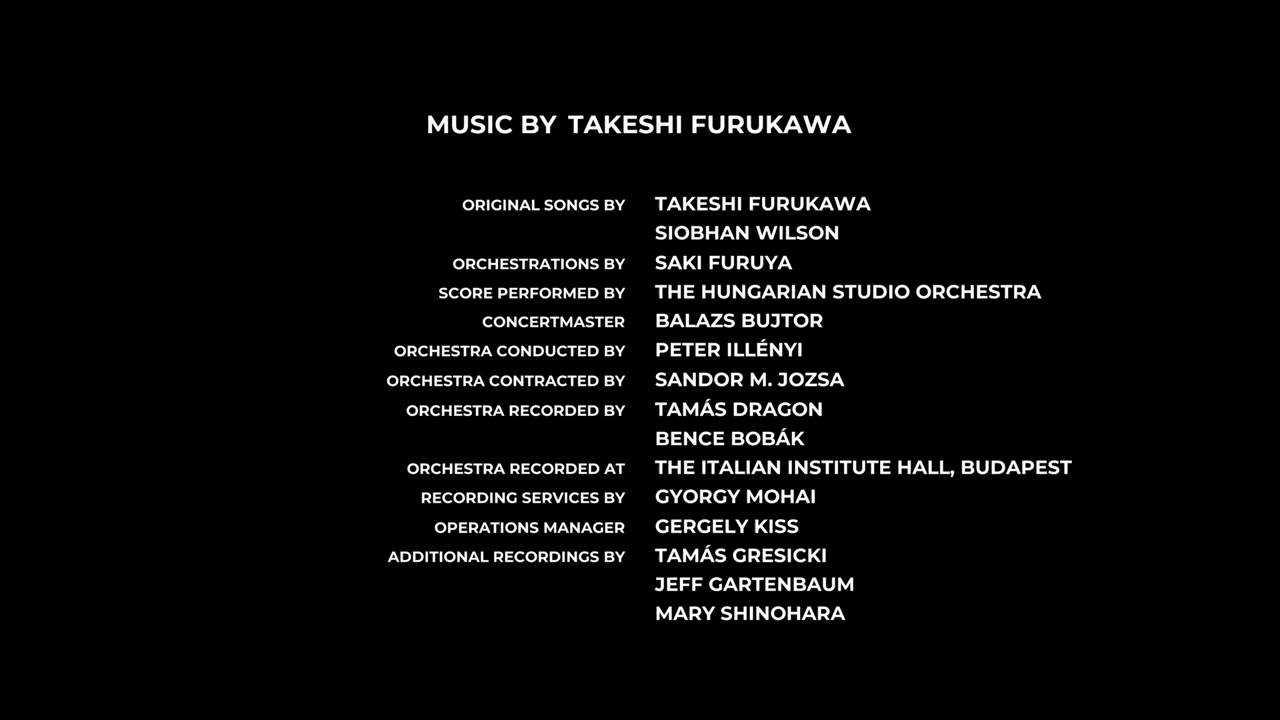 MUSIC BY TAKESHI FURUKAWA
ORIGINAL SONGS BY TAKESHI FURUKAWA
SIOBHAN WILSON
ORCHESTRATIONS BY SAKI FURUYA
SCORE PERFORMED BY THE HUNGARIAN STUDIO ORCHESTRA
CONCERTMASTER BALAZS BUJTOR
ORCHESTRA CONDUCTED BY PETER ILLÉNYI
ORCHESTRA CONTRACTED BY SANDOR M. JOZSA
ORCHESTRA RECORDED BY TAMÁS DRAGON
BENCE BOBÁK
ORCHESTRA RECORDED AT THE ITALIAN INSTITUTE HALL, BUDAPEST
RECORDING SERVICES BY GYORGY MOHAI
OPERATIONS MANAGER GERGELY KISS
ADDITIONAL RECORDINGS BY TAMÁS GRESICKI
JEFF GARTENBAUM
MARY SHINOHARA